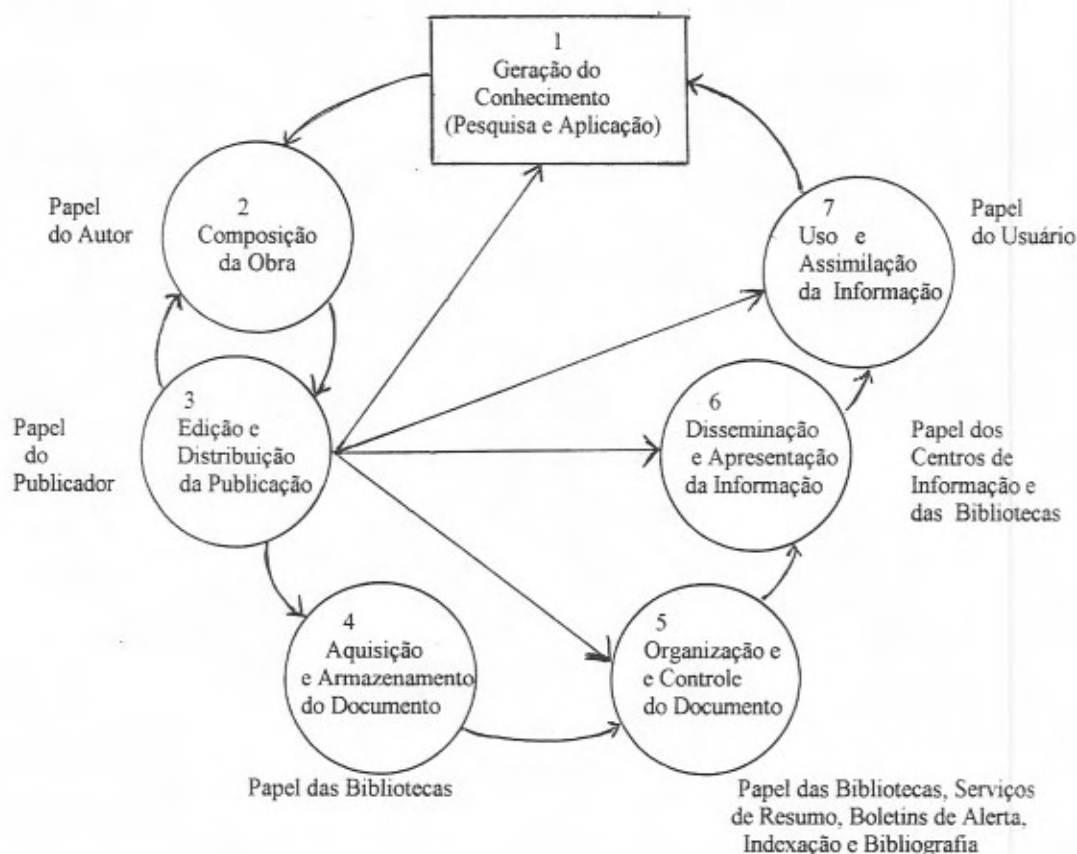 1
Geração do
Conhecimento
(Pesquisa e Aplicação)
Papel
do Autor
2
Composição
da Obra
7
Uso e
Assimilação
da Informação
Papel
do Usuário
Papel
do
Publicador
3
Edição e
Distribuição
da Publicação
6
Disseminação
e Apresentação
da Informação
Papel dos
Centros de
Informação e
das Bibliotecas
4
Aquisição
e Armazenamento
do Documento
5
Organização e
e Controle
do Documento
Papel das Bibliotecas
Papel das Bibliotecas, Serviços
de Resumo, Boletins de Alerta,
Indexação e Bibliografia